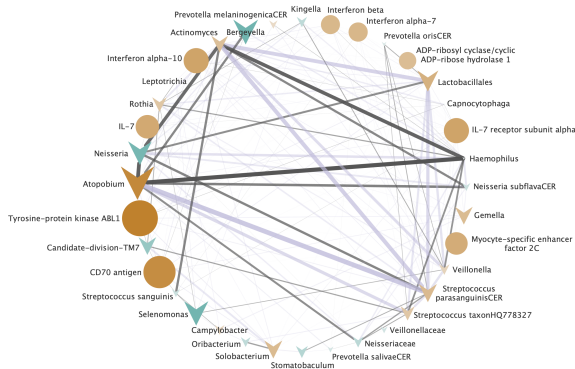 Kingella
Interferon beta
Prevotella melaninogenicaCER
Interferon alpha-7
Actinomyces
Bergeyella
Prevotella orisCER
ADP-ribosyl cyclase/cyclic
ADP-ribose hydrolase 1
Interferon alpha-10
Leptotrichia
Lactobacillales
Rothia
Capnocytophaga
IL-7
IL-7 receptor subunit alpha
Neisseria
Haemophilus
Atopobium
Neisseria subflavaCER
Tyrosine-protein kinase ABL1
Gemella
Candidate-division-TM7
Myocyte-specific enhancer
factor 2C
CD70 antigen
Veillonella
Streptococcus sanguinis
Streptococcus
parasanguinisCER
Selenomonas
Streptococcus taxonHQ778327
Campylobacter
Veillonellaceae
Oribacterium
Neisseriaceae
Solobacterium
Prevotella salivaeCER
Stomatobaculum